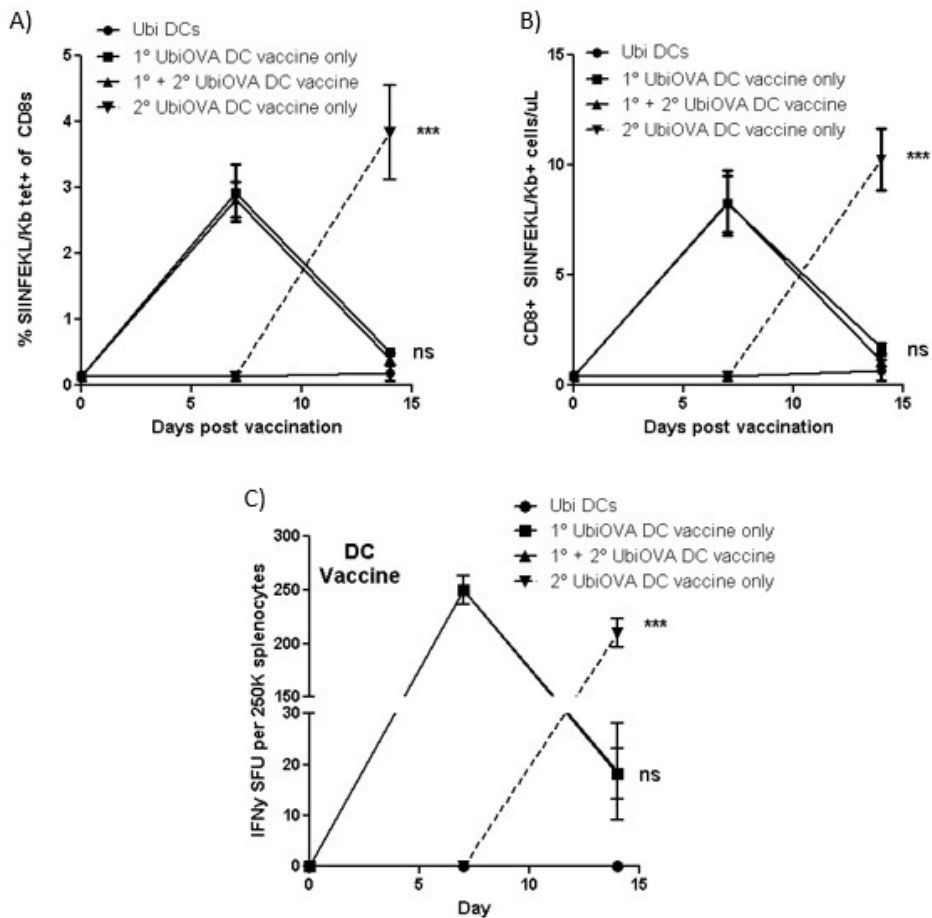 A)
Ubi DCs
1° UbiOVA DC vaccine only
1° + 2° UbiOVA DC vaccine
2° UbiOVA DC vaccine only
% SIINFEKL/Kb tet+ of CD8s
5
4
3
2
1
0
***
ns
0
5
10
15
Days post vaccination
B)
Ubi DCs
1° UbiOVA DC vaccine only
1° + 2° UbiOVA DC vaccine
2° UbiOVA DC vaccine only
CD8+ SIINFEKL/Kb+ cells/uL
15
10
5
0
***
ns
0
5
10
15
Days post vaccination
C)
Ubi DCs
1° UbiOVA DC vaccine only
1° + 2° UbiOVA DC vaccine
2° UbiOVA DC vaccine only
DC
Vaccine
IFNy SFU per 250K splenocytes
300
250
200
150
30
20
10
0
***
ns
0
5
10
15
Day